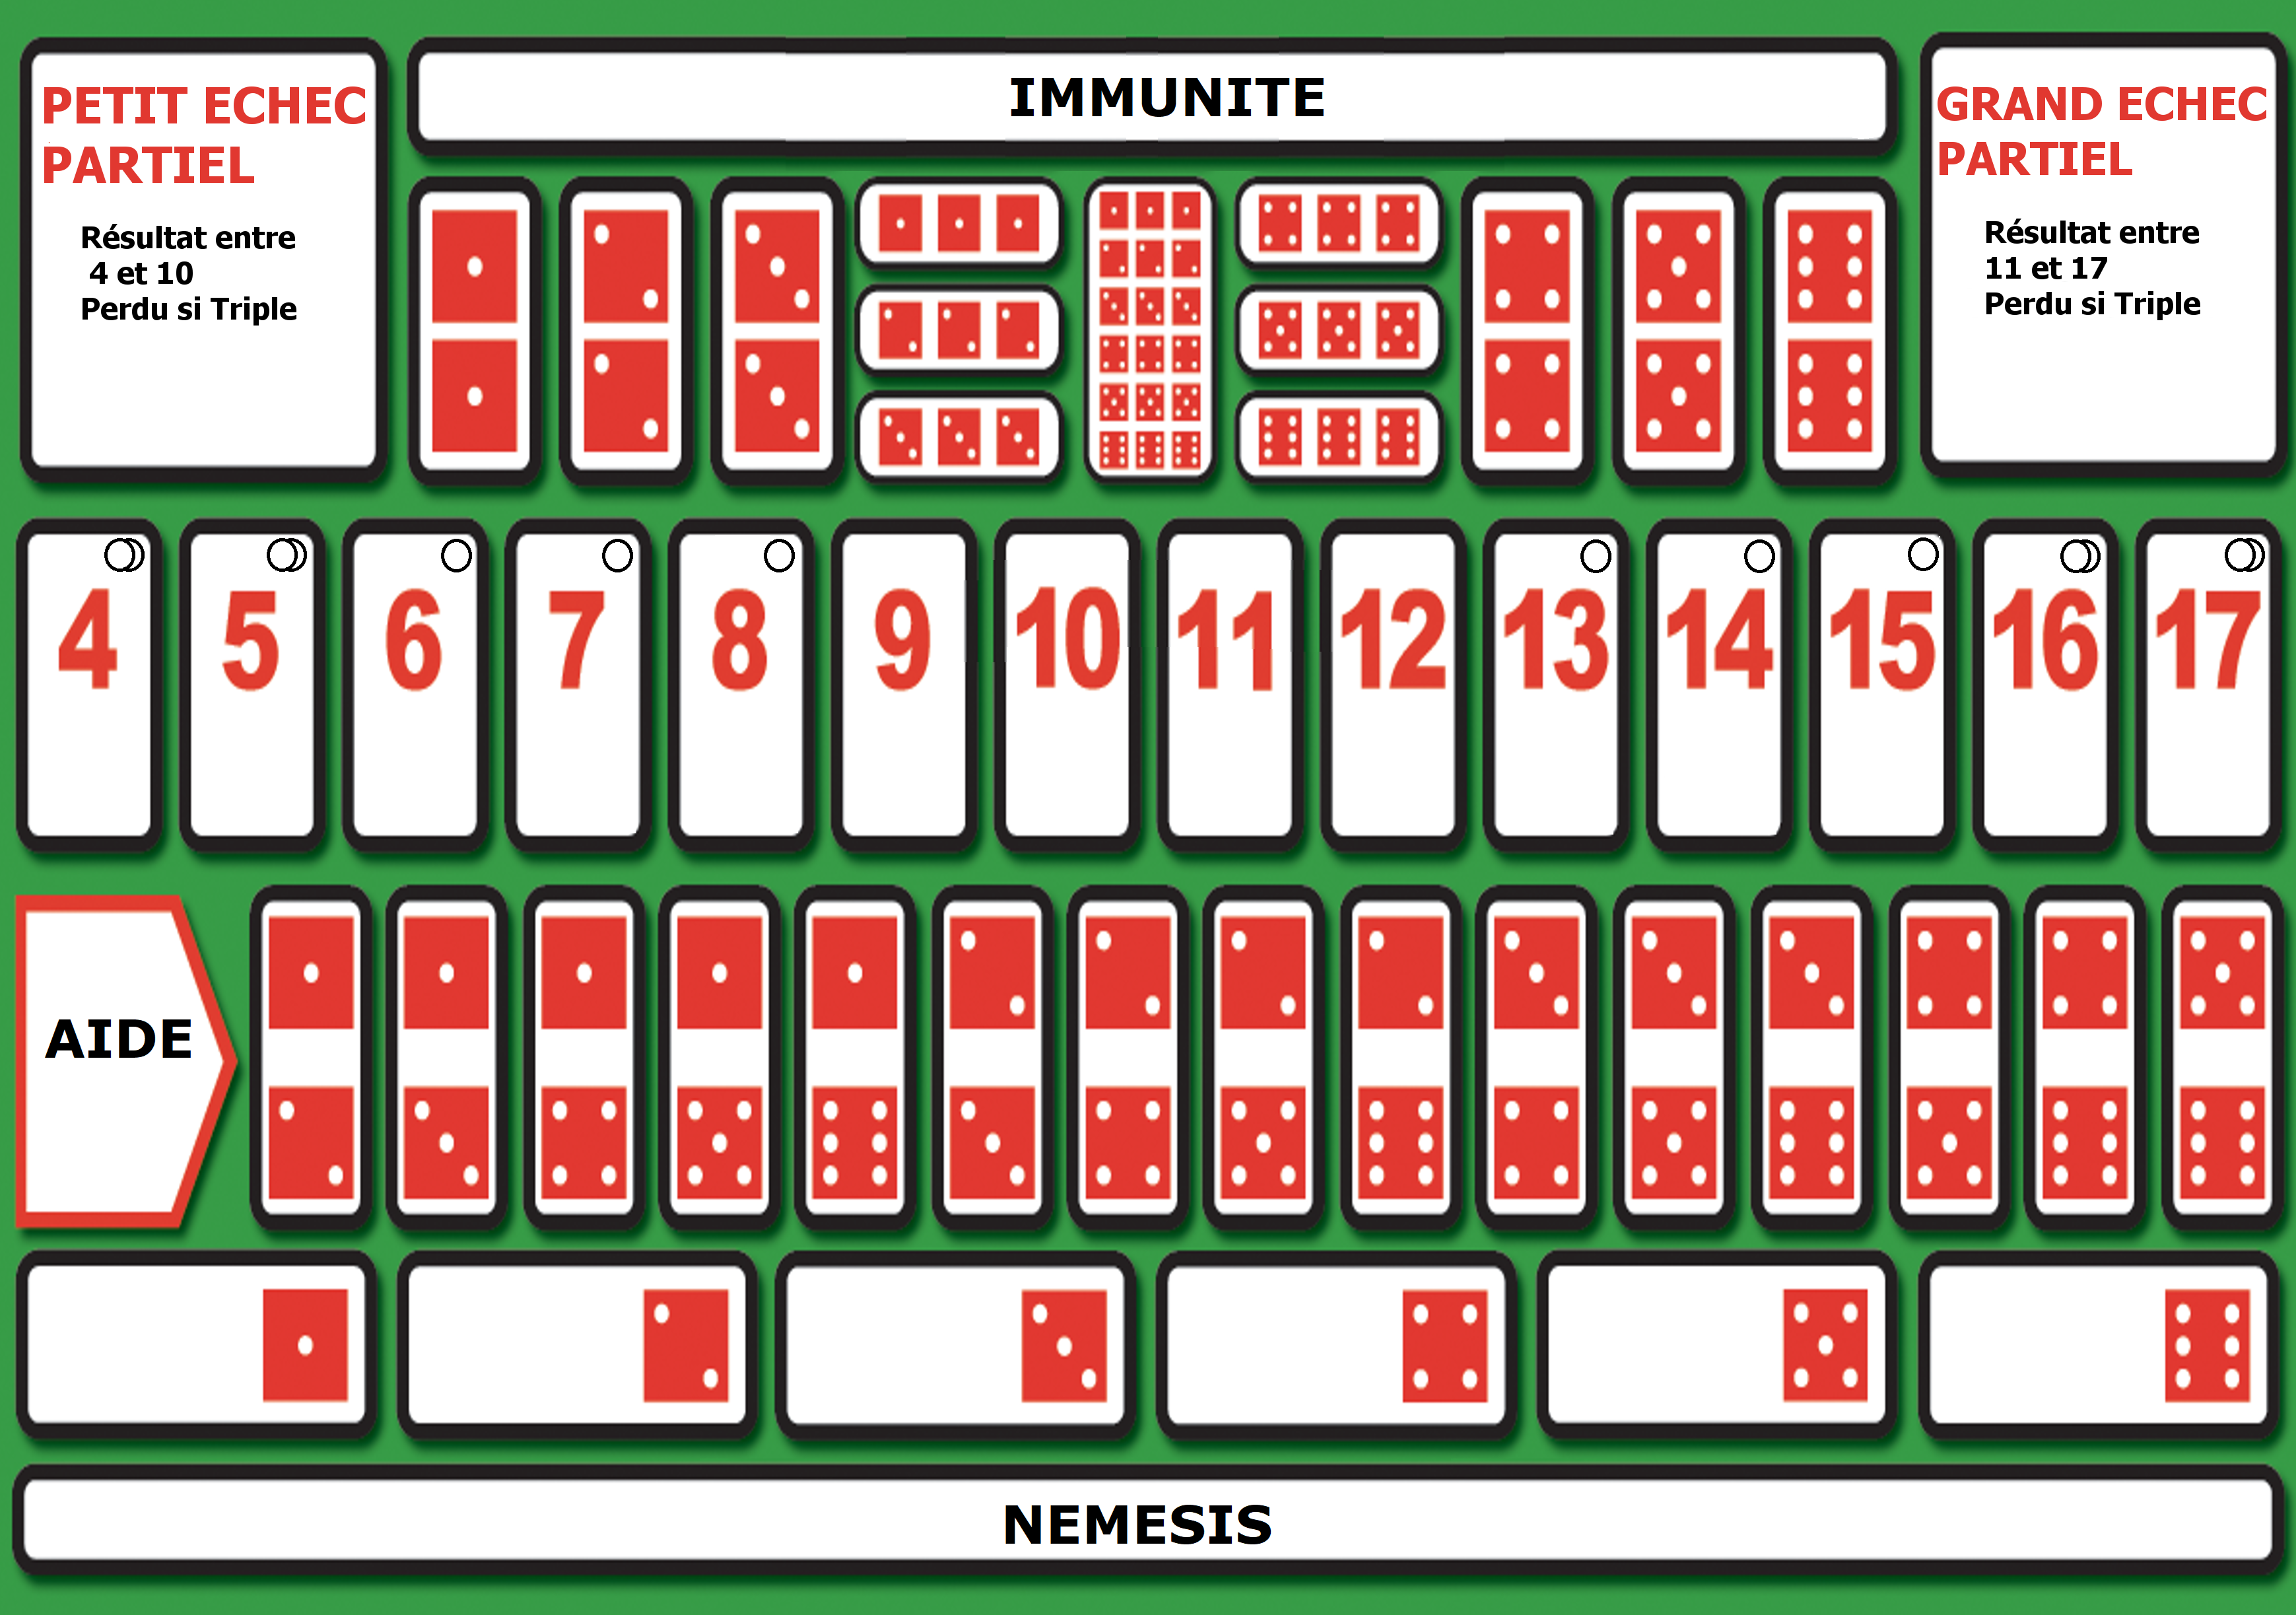 PETIT ECHEC
PARTIEL
Résultat entre
4 et 10
Perdu si Triple
IMMUNITE
GRAND ECHEC
PARTIEL
Résultat entre
11 et 17
Perdu si Triple
4 5 6 7 8 9 10 11 12 13 14 15 16 17
AIDE
NEMESIS